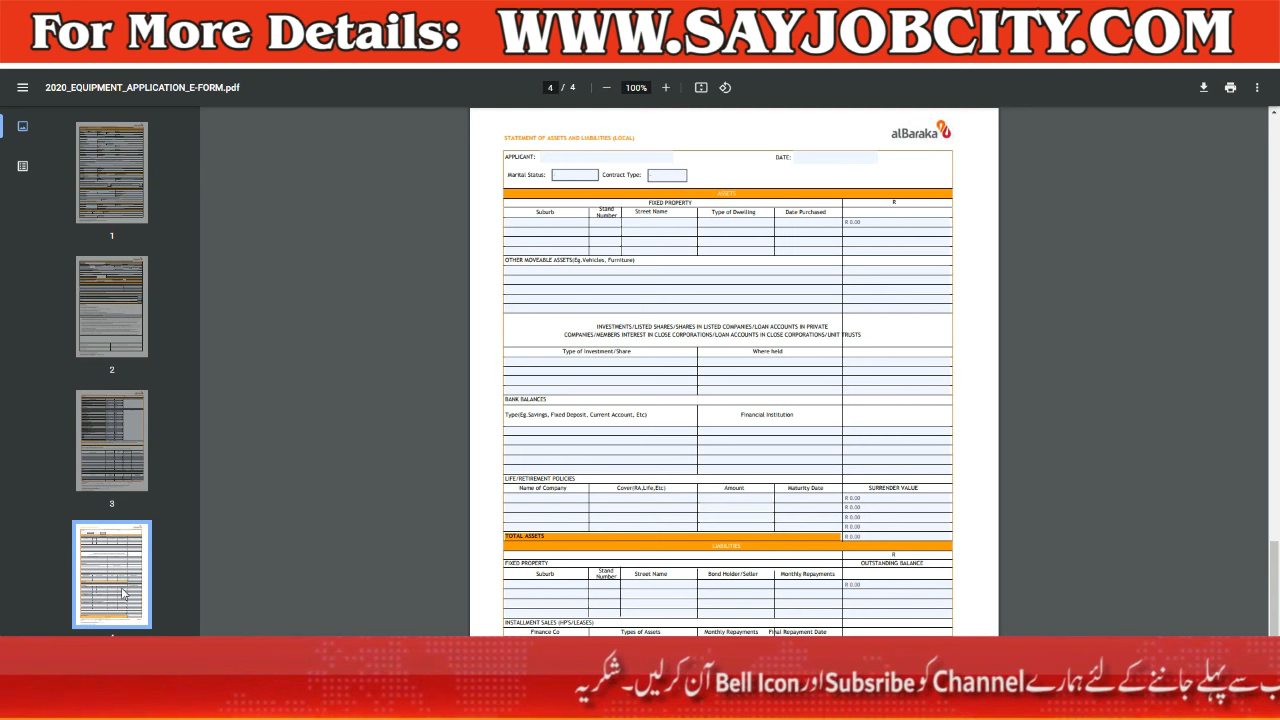 For More Details: WWW.SAYJOBCITY.COM
2020_EQUIPMENT_APPLICATION_E-FORM.pdf
4 / 4
100%
1
2
3
alBaraka
STATEMENT OF ASSETS AND LIABILITIES (LOCAL)
APPLICANT: DATE:
Marital Status: Contract Type:
ASSETS
FIXED PROPERTY R
Suburb Stand Number Street Name Type of Dwelling Date Purchased
R 0.00
OTHER MOVEABLE ASSETS(Eg.Vehicles, Furniture)
INVESTMENTS/LISTED SHARES/SHARES IN LISTED COMPANIES/LOAN ACCOUNTS IN PRIVATE
COMPANIES/MEMBERS INTEREST IN CLOSE CORPORATIONS/LOAN ACCOUNTS IN CLOSE CORPORATIONS/UNIT TRUSTS
Type of Investment/Share Where held
BANK BALANCES
Type(Eg.Savings, Fixed Deposit, Current Account, Etc) Financial Institution
LIFE/RETIREMENT POLICIES
Name of Company Cover(RA,Life,Etc) Amount Maturity Date SURRENDER VALUE
R 0.00
R 0.00
R 0.00
R 0.00
TOTAL ASSETS R 0.00
LIABILITIES
R
FIXED PROPERTY OUTSTANDING BALANCE
Suburb Stand Number Street Name Bond Holder/Seller Monthly Repayments
R 0.00
INSTALLMENT SALES (HP'S/LEASES)
Finance Co Types of Assets Monthly Repayments Final Repayment Date
ب سے پہلے جاننے کے لئے ہمارے Channel کو Subsribe اور Bell Icon آن کرلیں۔ شکریہ